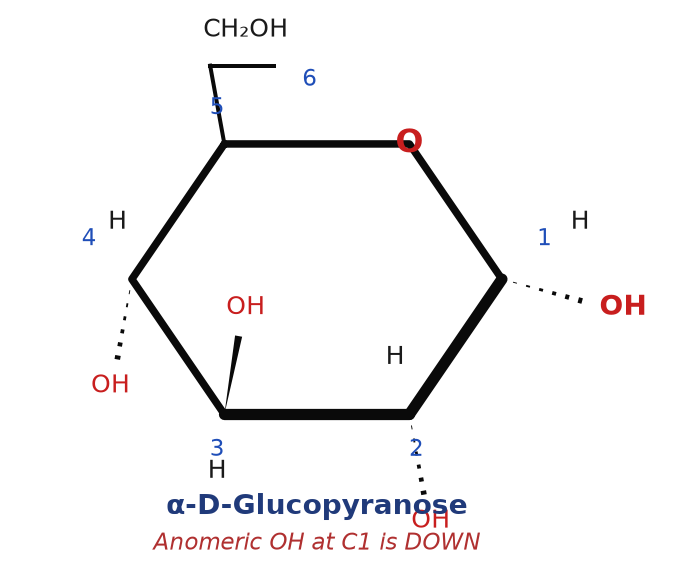 CH₂OH
6
5
O
H
H
4
1
OH
OH
H
OH
3
2
H
α-D-Glucopyranose
OH
Anomeric OH at C1 is DOWN